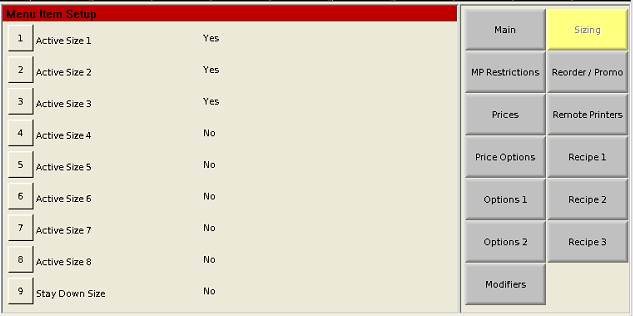 Menu Item Setup
1 Active Size 1 Yes
2 Active Size 2 Yes
3 Active Size 3 Yes
4 Active Size 4 No
5 Active Size 5 No
6 Active Size 6 No
7 Active Size 7 No
8 Active Size 8 No
9 Stay Down Size No
Main Sizing
MP Restrictions Reorder / Promo
Prices Remote Printers
Price Options Recipe 1
Options 1 Recipe 2
Options 2 Recipe 3
Modifiers